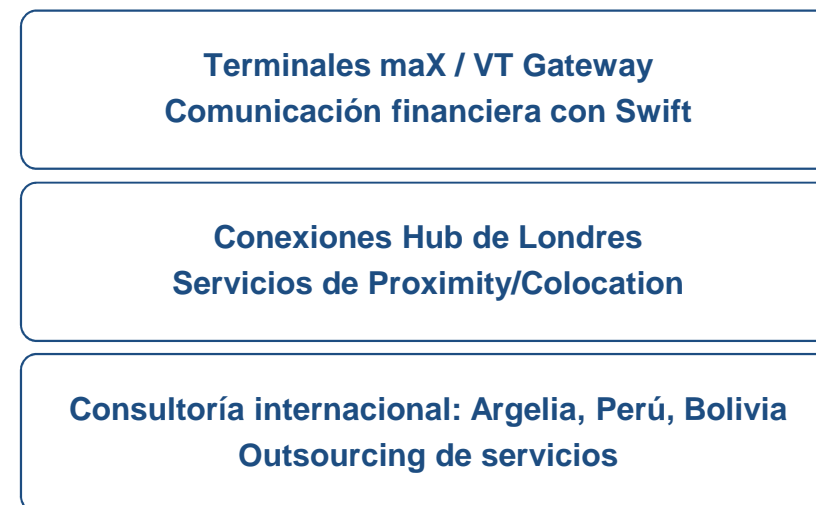 Terminales maX / VT Gateway
Comunicación financiera con Swift
Conexiones Hub de Londres
Servicios de Proximity/Colocation
Consultoría internacional: Argelia, Perú, Bolivia
Outsourcing de servicios